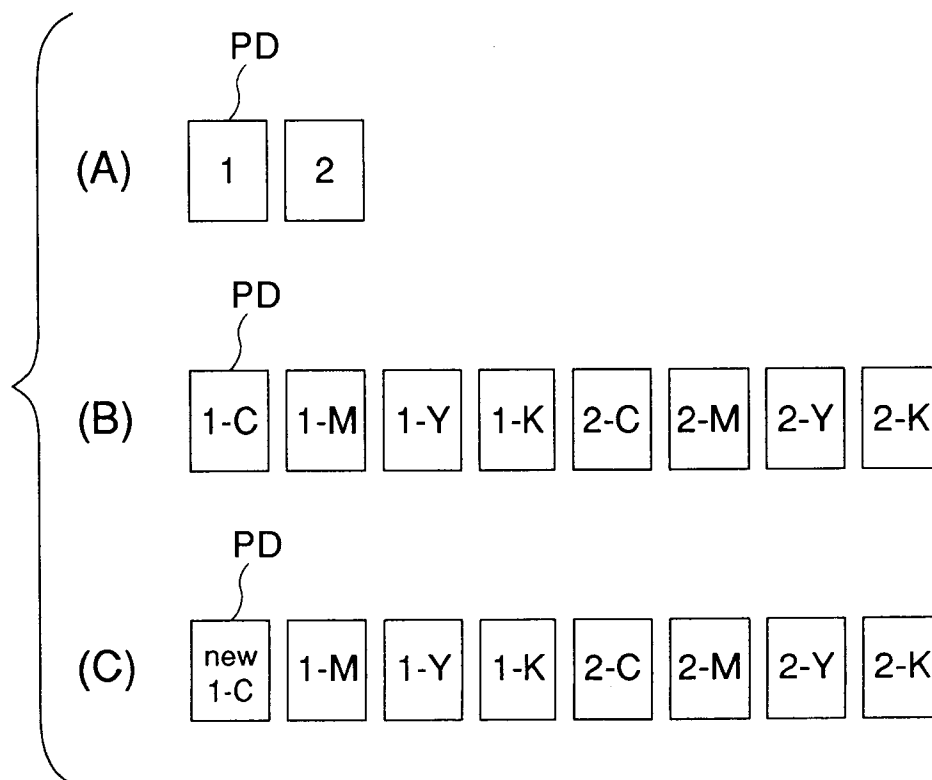 PD
(A) 1 2
PD
(B) 1-C 1-M 1-Y 1-K 2-C 2-M 2-Y 2-K
PD
(C) new 1-C 1-M 1-Y 1-K 2-C 2-M 2-Y 2-K